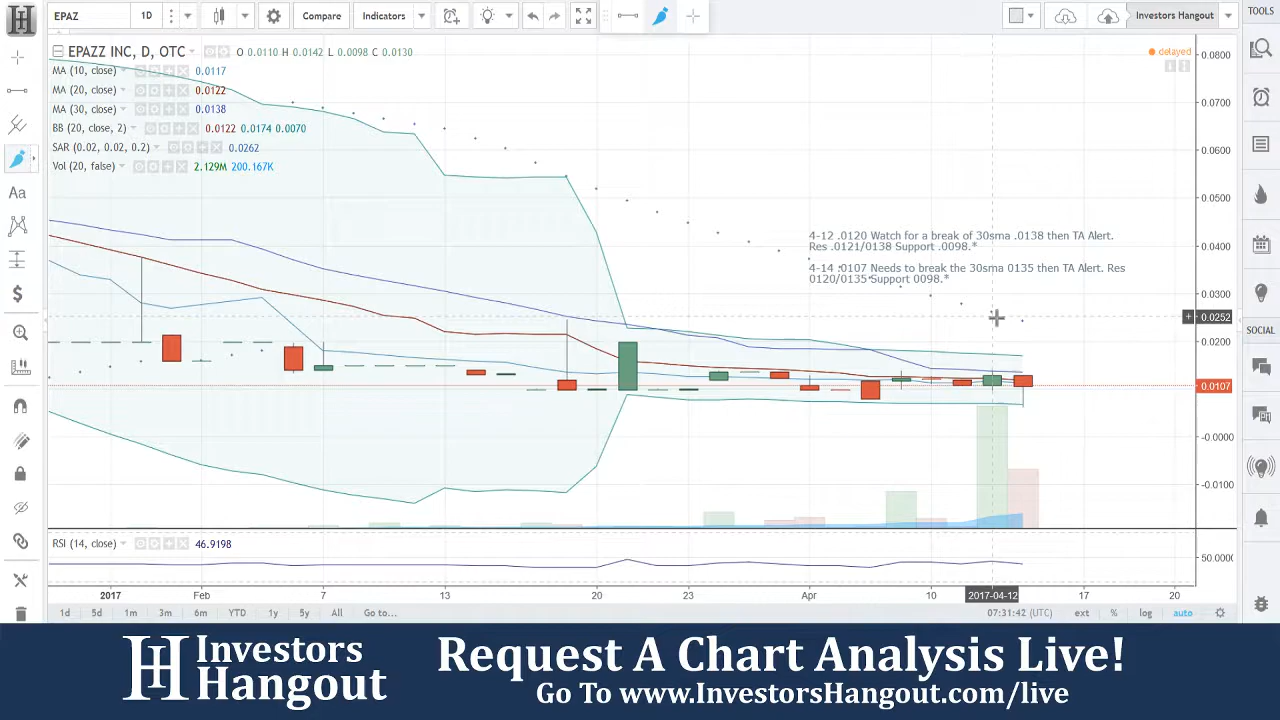 EPAZ
1D
Compare
Indicators
Investors Hangout
TOOLS
EPAZZ INC, D, OTC
O 0.0110 H 0.0142 L 0.0098 C 0.0130
delayed
MA (10, close) 0.0117
MA (20, close) 0.0122
MA (30, close) 0.0138
BB (20, close, 2) 0.0122 0.0174 0.0070
SAR (0.02, 0.02, 0.2) 0.0262
Vol (20, false) 2.129M 200.167K
Aa
0.0800
0.0700
0.0600
0.0500
0.0400
0.0300
0.0252
0.0200
0.0107
-0.0000
-0.0100
4-12 .0120 Watch for a break of 30sma .0138 then TA Alert.
Res .0121/0138 Support .0098.*
4-14 .0107 Needs to break the 30sma 0135 then TA Alert. Res
0120/0135 Support 0098.*
SOCIAL
RSI (14, close) 46.9198
50.0000
2017 Feb 7 13 20 23 Apr 10 2017-04-12 17 20
1d 5d 1m 3m 6m YTD 1y 5y All Go to...
07:31:42 (UTC) ext % log auto
Investors
Hangout
Request A Chart Analysis Live!
Go To www.InvestorsHangout.com/live